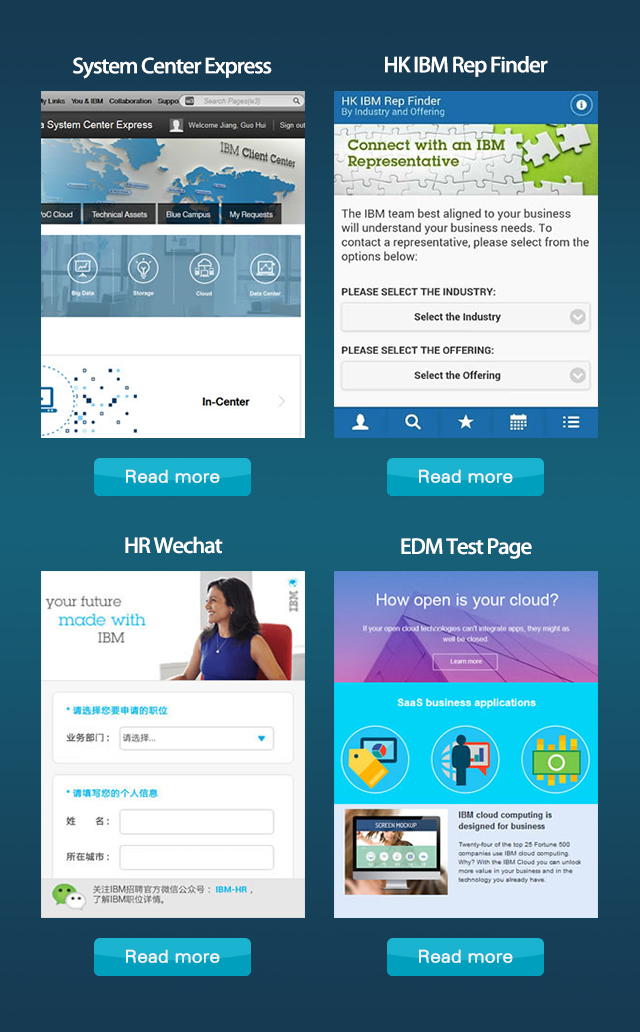 System Center Express
HK IBM Rep Finder
My Links You & IBM Collaboration Suppo w3 Search Pages(w3)
a System Center Express Welcome Jiang, Guo Hui Sign out
IBM Client Center
PoC Cloud Technical Assets Blue Campus My Requests
Big Data Storage Cloud Data Center
In-Center
HK IBM Rep Finder
By Industry and Offering
Connect with an IBM
Representative
The IBM team best aligned to your business
will understand your business needs. To
contact a representative, please select from the
options below:
PLEASE SELECT THE INDUSTRY:
Select the Industry
PLEASE SELECT THE OFFERING:
Select the Offering
Read more
Read more
HR Wechat
EDM Test Page
your future
made with
IBM
IBM
* 请选择您要申请的职位
业务部门： 请选择...
* 请填写您的个人信息
姓 名：
所在城市：
关注IBM招聘官方微信公众号： IBM-HR ，
了解IBM职位详情。
How open is your cloud?
If your open cloud technologies can't integrate apps, they might as
well be closed.
Learn more
SaaS business applications
SCREEN MOCKUP
IBM cloud computing is
designed for business
Twenty-four of the top 25 Fortune 500
companies use IBM cloud computing.
Why? With the IBM Cloud you can unlock
more value in your business and in the
technology you already have.
Read more
Read more